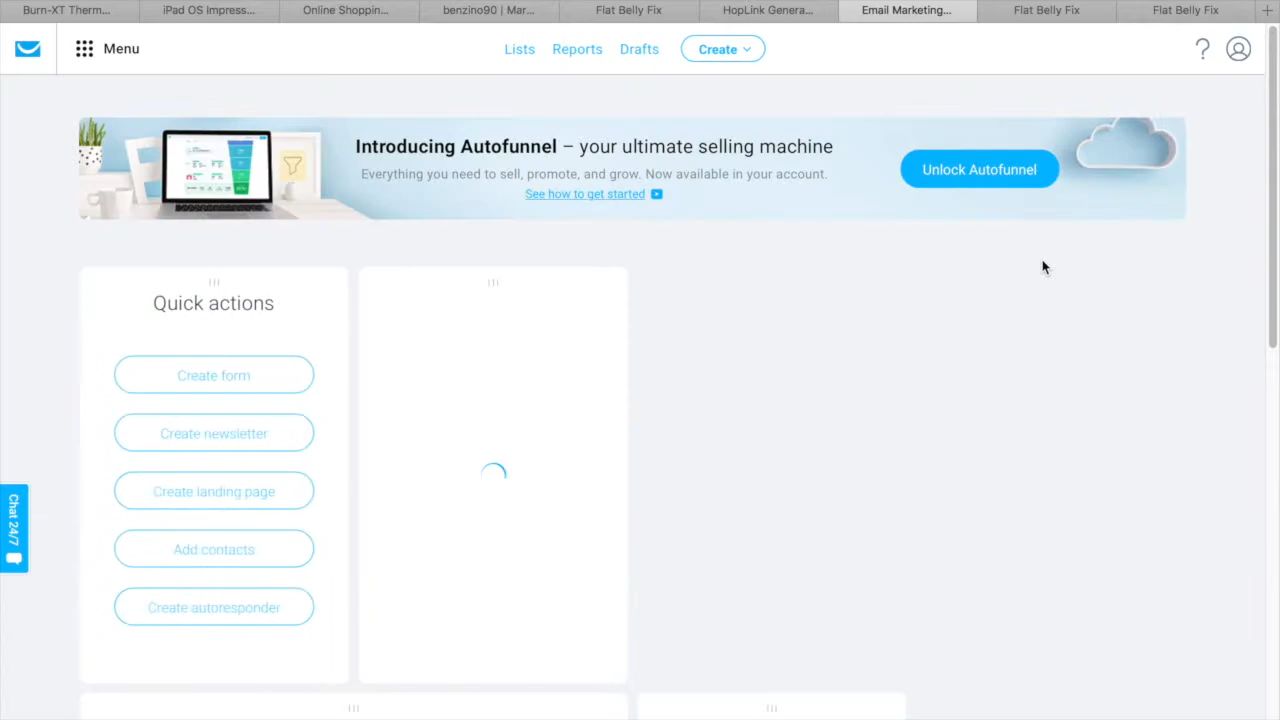 Burn-XT Therm...
iPad OS Impress...
Online Shoppin...
benzino90 | Mar...
Flat Belly Fix
HopLink Genera...
Email Marketing...
Flat Belly Fix
Flat Belly Fix
Menu
Lists
Reports
Drafts
Create
Introducing Autofunnel – your ultimate selling machine
Everything you need to sell, promote, and grow. Now available in your account.
See how to get started
Unlock Autofunnel
Quick actions
Create form
Create newsletter
Create landing page
Add contacts
Create autoresponder
Chat 24/7